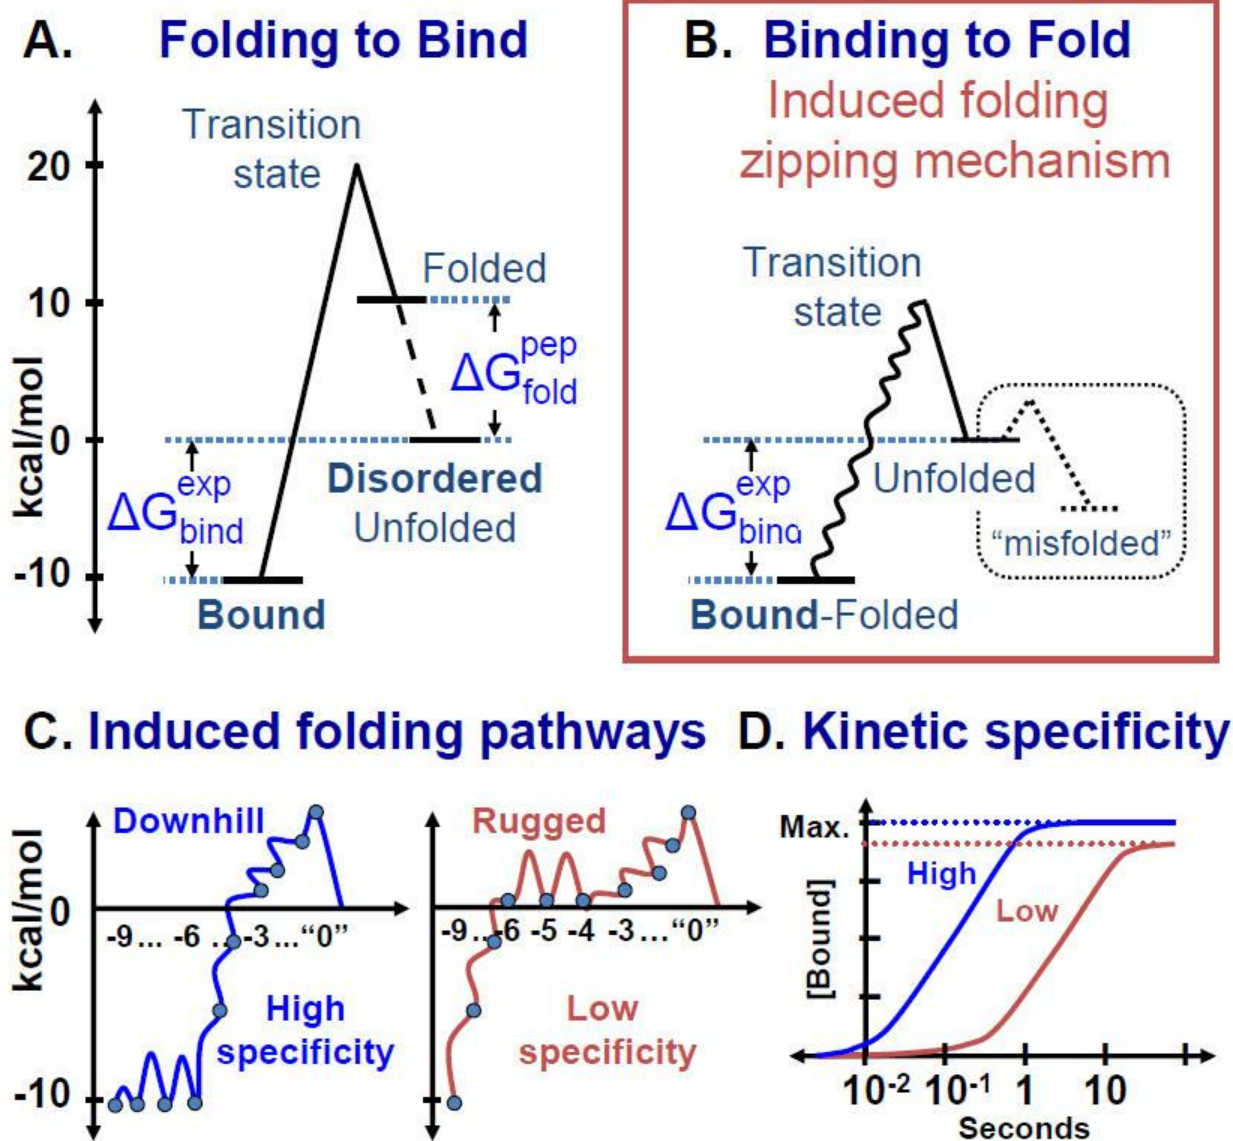 A. Folding to Bind
kcal/mol
20
10
0
-10
Transition
state
Folded
ΔG pep fold
Disordered
Unfolded
ΔG exp bind
Bound
B. Binding to Fold
Induced folding
zipping mechanism
Transition
state
Unfolded
"misfolded"
ΔG exp bind
Bound-Folded
C. Induced folding pathways
kcal/mol
0
-10
Downhill
-9... -6 ...-3..."0"
High
specificity
Rugged
-9...-6 -5 -4 -3..."0"
Low
specificity
D. Kinetic specificity
Max.
[Bound]
High
Low
10-2 10-1 1 10
Seconds